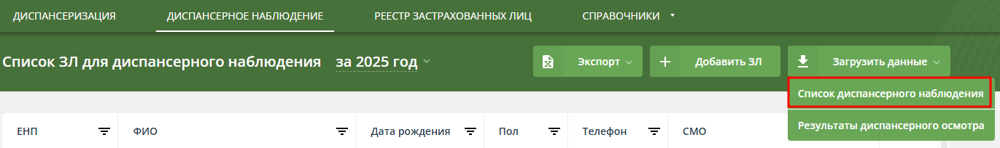 ДИСПАНСЕРИЗАЦИЯ ДИСПАНСЕРНОЕ НАБЛЮДЕНИЕ РЕЕСТР ЗАСТРАХОВАННЫХ ЛИЦ СПРАВОЧНИКИ
Список ЗЛ для диспансерного наблюдения за 2025 год Экспорт Добавить ЗЛ Загрузить данные
Список диспансерного наблюдения
Результаты диспансерного осмотра
ЕНП ФИО Дата рождения Пол Телефон СМО